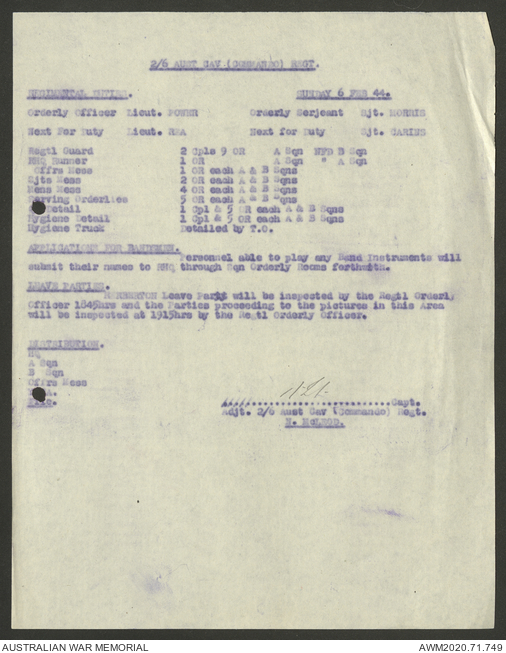 2/6 AUST CAV (COMMANDO) REGT.
REGIMENTAL DUTIES. SUNDAY 6 FEB 44.
Orderly Officer Lieut. POWER Orderly Serjeant Sjt. MORRIS
Next For Duty Lieut. REA Next for Duty Sjt.
Regtl Guard 2 Cpls 9 OR A Sqn NFD B Sqn
RHQ Runner 1 OR A Sqn " A Sqn
Offrs Mess 1 OR each A & B Sqns
Sjts Mess 2 OR each A & B Sqns
Mens Mess 4 OR each A & B Sqns
Serving Orderlies 5 OR each A & B Sqns
Detail 1 Cpl & 5 OR each A & B Sqns
Hygiene Detail 1 Cpl & 5 OR each A & B Sqns
Hygiene Truck Detailed by T.O.
APPLICATIONS FOR BANDSMEN.
Personnel able to play any Band Instruments will
submit their names to RHQ through Sqn Orderly Rooms forthwith.
LEAVE PARTIES.
HERBERTON Leave Party will be inspected by the Regtl Orderly
Officer 1845hrs and the Parties proceeding to the pictures in this Area
will be inspected at 1915hrs by the Regtl Orderly Officer.
DISTRIBUTION.
HQ
A Sqn
B Sqn
Offrs Mess
Capt.
Adjt. 2/6 Aust Cav (Commando) Regt.
N. McLEOD.
AUSTRALIAN WAR MEMORIAL AWM2020.71.749